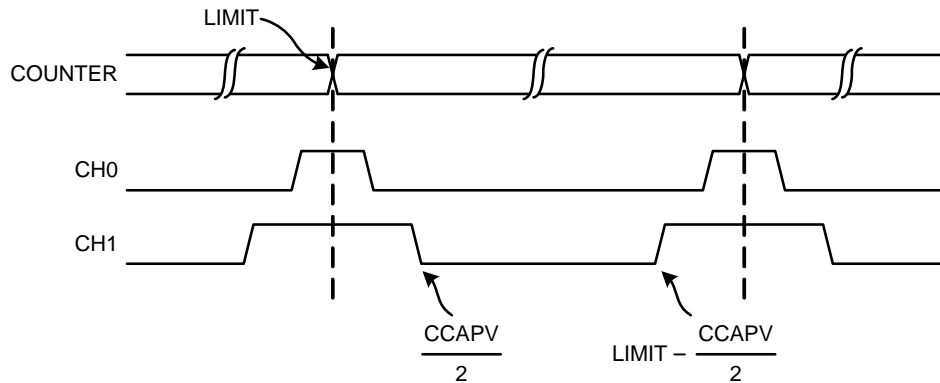 LIMIT
COUNTER
CH0
CH1
CCAPV
2
LIMIT – CCAPV
2